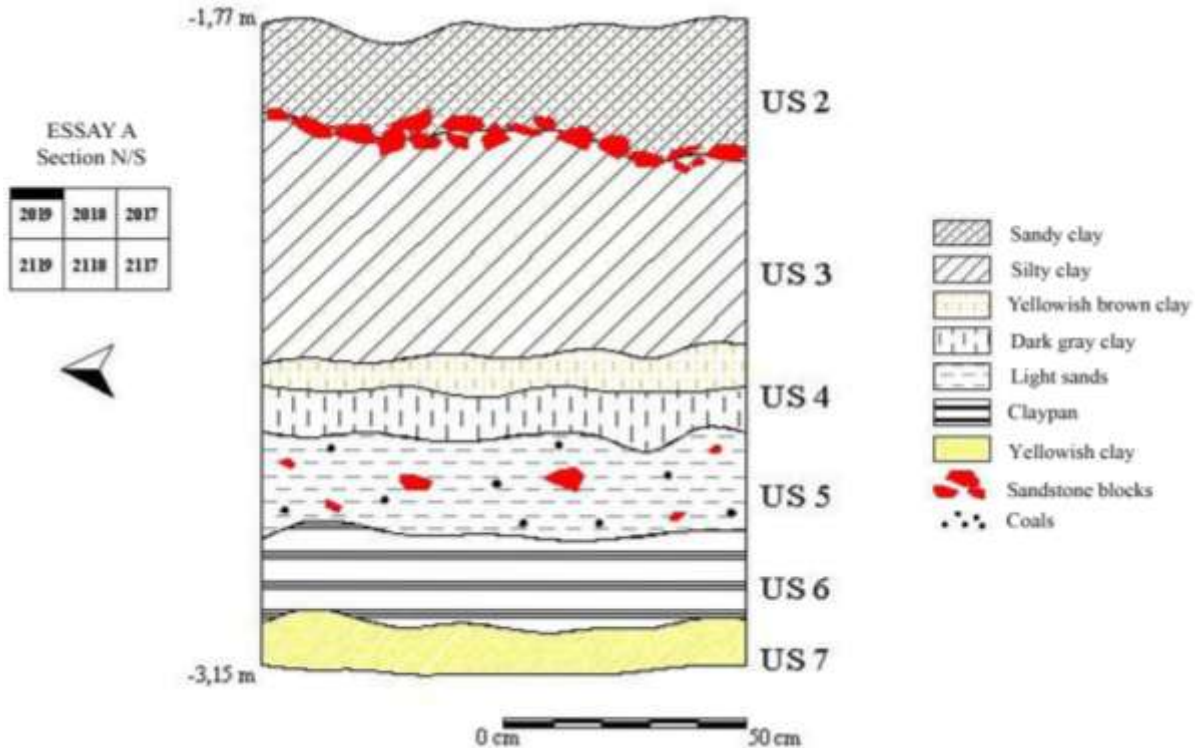 -1,77 m
US 2
ESSAY A
Section N/S
2019 2018 2017
2119 2118 2117
US 3
US 4
US 5
US 6
US 7
-3,15 m
0 cm 50 cm
Sandy clay
Silty clay
Yellowish brown clay
Dark gray clay
Light sands
Claypan
Yellowish clay
Sandstone blocks
Coals